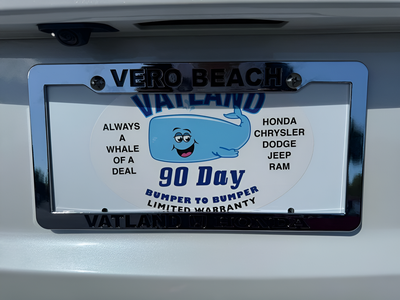 VERO BEACH
VATLAND
ALWAYS
A
WHALE
OF A
DEAL
HONDA
CHRYSLER
DODGE
JEEP
RAM
90 Day
BUMPER TO BUMPER
LIMITED WARRANTY
VATLAND